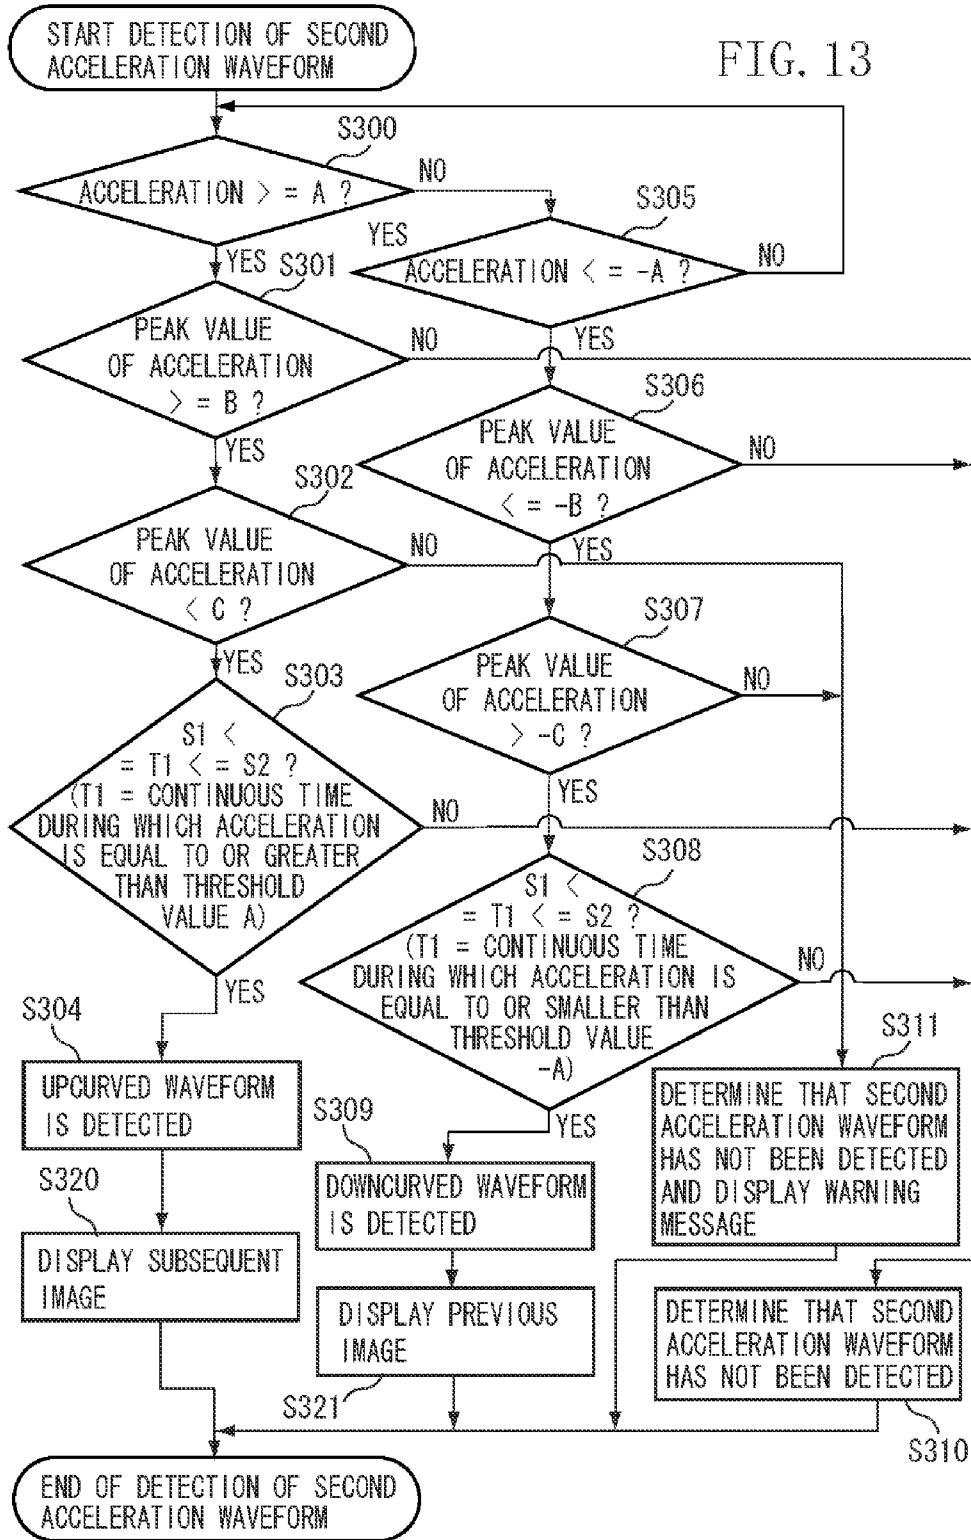 START DETECTION OF SECOND
ACCELERATION WAVEFORM
FIG. 13
S300
ACCELERATION > = A ?
NO
YES
S305
YES
ACCELERATION < = -A ?
NO
YES
S301
PEAK VALUE
OF ACCELERATION
> = B ?
NO
YES
S306
PEAK VALUE
OF ACCELERATION
< = -B ?
NO
YES
S302
PEAK VALUE
OF ACCELERATION
< C ?
NO
YES
S307
PEAK VALUE
OF ACCELERATION
> -C ?
NO
YES
S303
S1 <
= T1 < = S2 ?
(T1 = CONTINUOUS TIME
DURING WHICH ACCELERATION
IS EQUAL TO OR GREATER
THAN THRESHOLD
VALUE A)
NO
YES
S308
S1 <
= T1 < = S2 ?
(T1 = CONTINUOUS TIME
DURING WHICH ACCELERATION IS
EQUAL TO OR SMALLER THAN
THRESHOLD VALUE
-A)
NO
YES
S304
UPCURVED WAVEFORM
IS DETECTED
S309
DOWNCURVED WAVEFORM
IS DETECTED
S311
DETERMINE THAT SECOND
ACCELERATION WAVEFORM
HAS NOT BEEN DETECTED
AND DISPLAY WARNING
MESSAGE
S320
DISPLAY SUBSEQUENT
IMAGE
DISPLAY PREVIOUS
IMAGE
S321
DETERMINE THAT SECOND
ACCELERATION WAVEFORM
HAS NOT BEEN DETECTED
S310
END OF DETECTION OF SECOND
ACCELERATION WAVEFORM